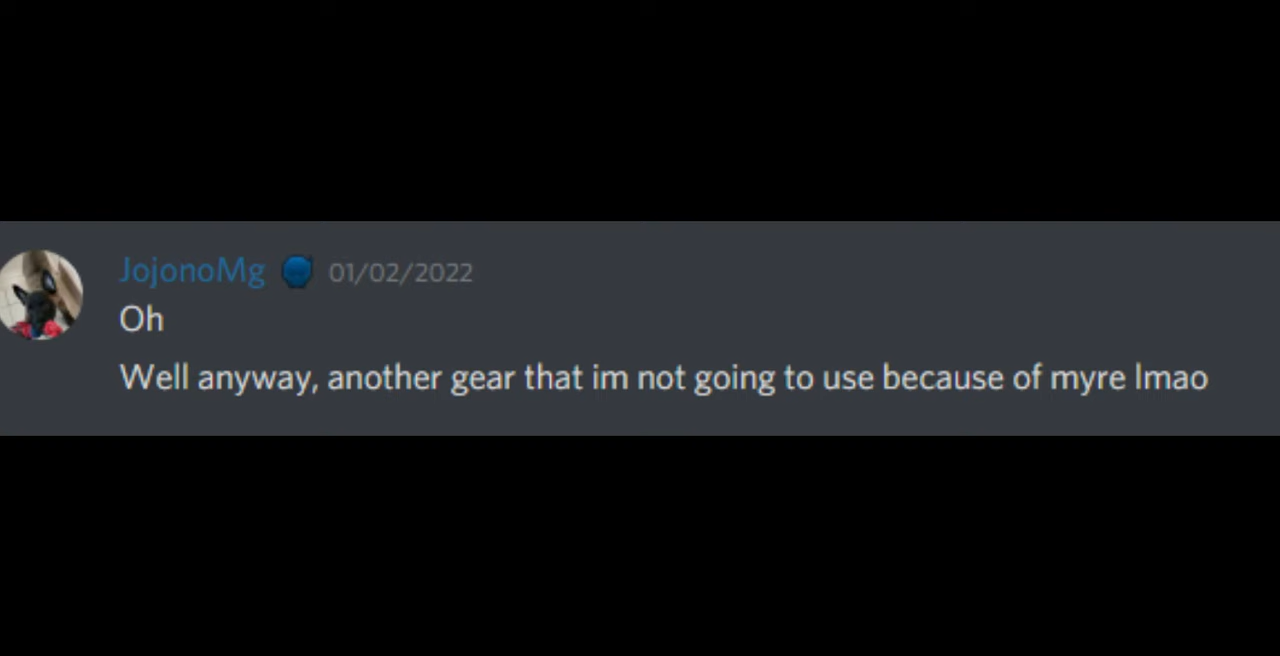 JojonoMg 01/02/2022
Oh
Well anyway, another gear that im not going to use because of myre lmao